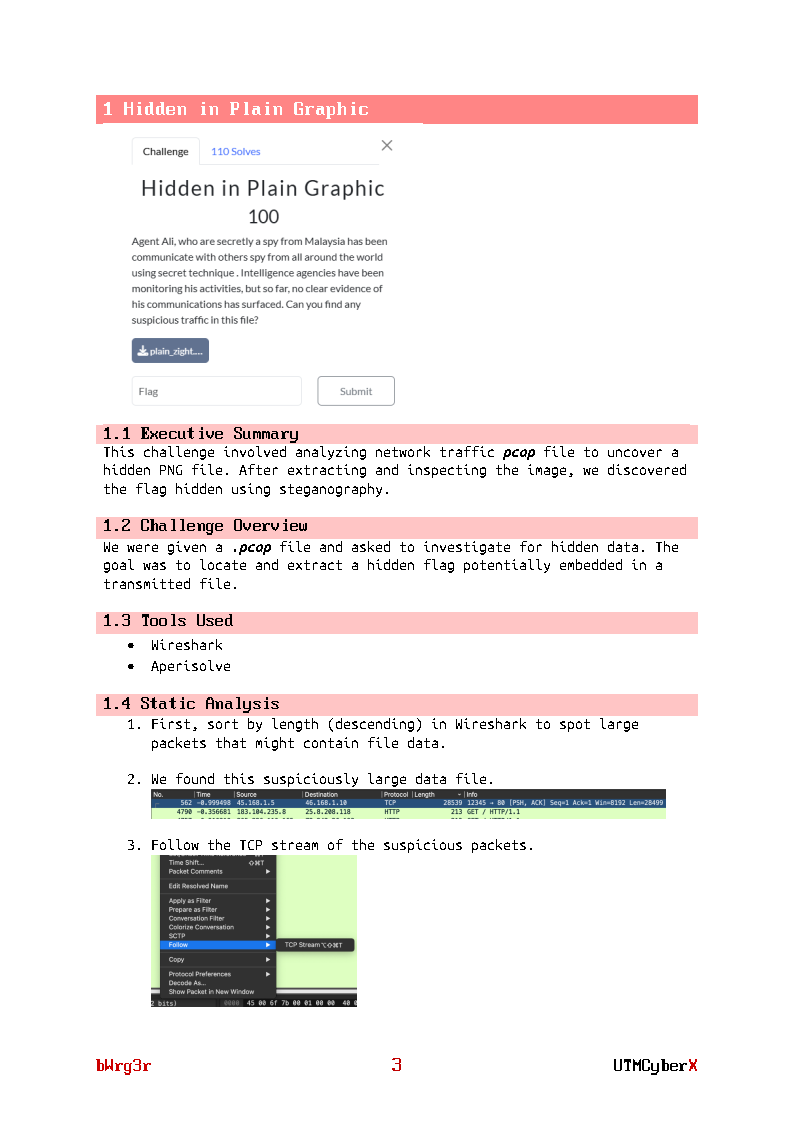 1 Hidden in Plain Graphic
Challenge
110 Solves
Hidden in Plain Graphic
100
Agent Ali, who are secretly a spy from Malaysia has been
communicate with others spy from all around the world
using secret technique . Intelligence agencies have been
monitoring his activities, but so far, no clear evidence of
his communications has surfaced. Can you find any
suspicious traffic in this file?
plain_zight....
Flag
Submit
1.1 Executive Summary
This challenge involved analyzing network traffic pcap file to uncover a
hidden PNG file. After extracting and inspecting the image, we discovered
the flag hidden using steganography.
1.2 Challenge Overview
We were given a .pcap file and asked to investigate for hidden data. The
goal was to locate and extract a hidden flag potentially embedded in a
transmitted file.
1.3 Tools Used
• Wireshark
• Aperisolve
1.4 Static Analysis
1. First, sort by length (descending) in Wireshark to spot large
packets that might contain file data.
2. We found this suspiciously large data file.
No. Time Source Destination Protocol Length Info
562 -0.999498 45.168.1.5 46.168.1.10 TCP 28539 12345 → 80 [PSH, ACK] Seq=1 Ack=1 Win=8192 Len=28499
4790 -0.356681 183.104.235.8 25.8.208.118 HTTP 213 GET / HTTP/1.1
3. Follow the TCP stream of the suspicious packets.
Time Shift... ⇧⌘T
Packet Comments
Edit Resolved Name
Apply as Filter
Prepare as Filter
Conversation Filter
Colorize Conversation
SCTP
Follow
TCP Stream ⌥⇧⌘T
Copy
Protocol Preferences
Decode As...
Show Packet in New Window
2 bits) 0000 45 00 6f 7b 00 01 00 00 40 0
bWrg3r
3
UTMCyberX